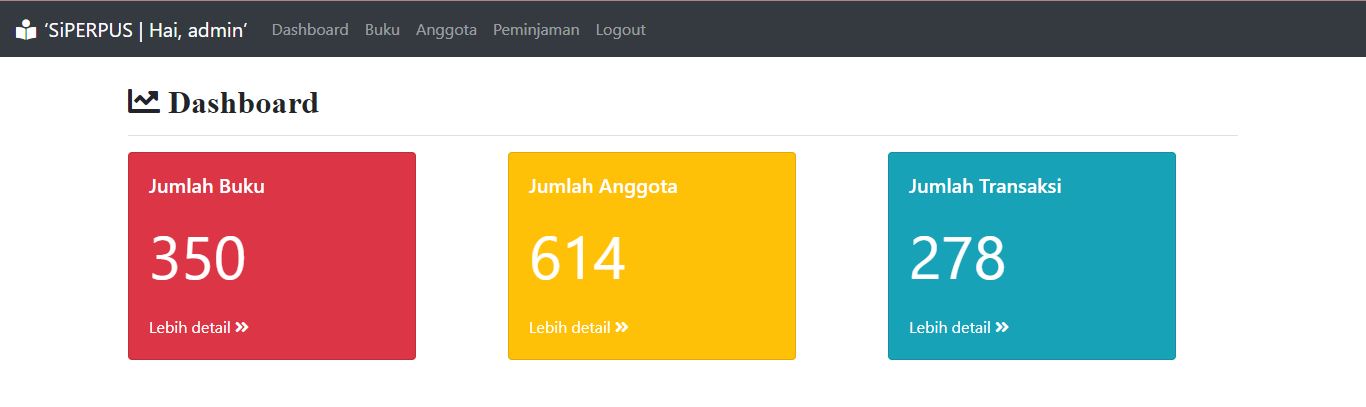 ‘SiPERPUS | Hai, admin’ Dashboard Buku Anggota Peminjaman Logout
Dashboard
Jumlah Buku
350
Lebih detail »
Jumlah Anggota
614
Lebih detail »
Jumlah Transaksi
278
Lebih detail »